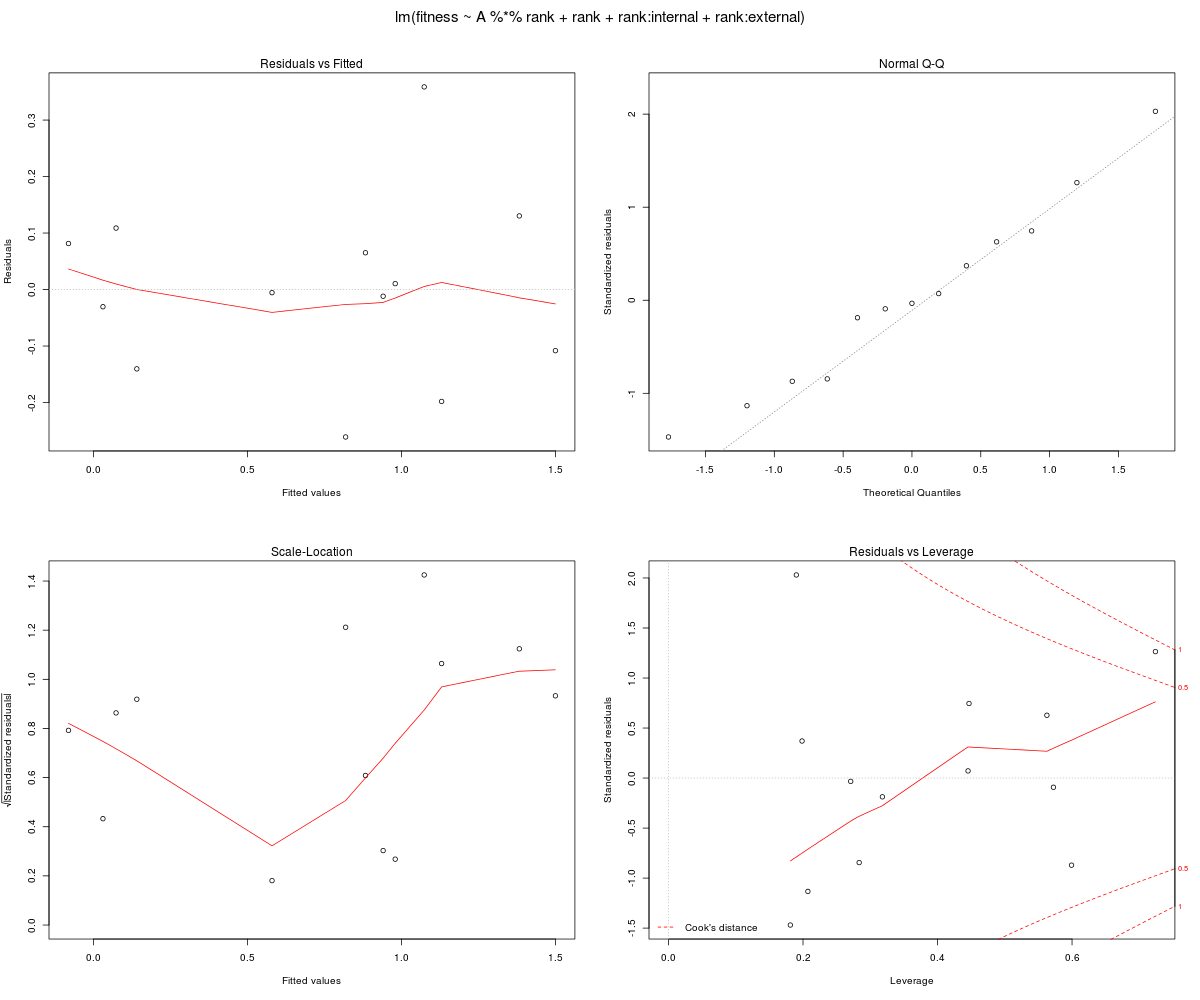 lm(fitness ~ A %*% rank + rank + rank:internal + rank:external)
Residuals vs Fitted
Residuals
0.3
0.2
0.1
0.0
-0.1
-0.2
0.0 0.5 1.0 1.5
Fitted values
Normal Q-Q
Standardized residuals
2
1
0
-1
-1.5 -1.0 -0.5 0.0 0.5 1.0 1.5
Theoretical Quantiles
Scale-Location
√|Standardized residuals|
1.4
1.2
1.0
0.8
0.6
0.4
0.2
0.0
0.0 0.5 1.0 1.5
Fitted values
Residuals vs Leverage
Standardized residuals
2.0
1.5
1.0
0.5
0.0
-0.5
-1.0
-1.5
1
0.5
0.5
1
Cook's distance
0.0 0.2 0.4 0.6
Leverage